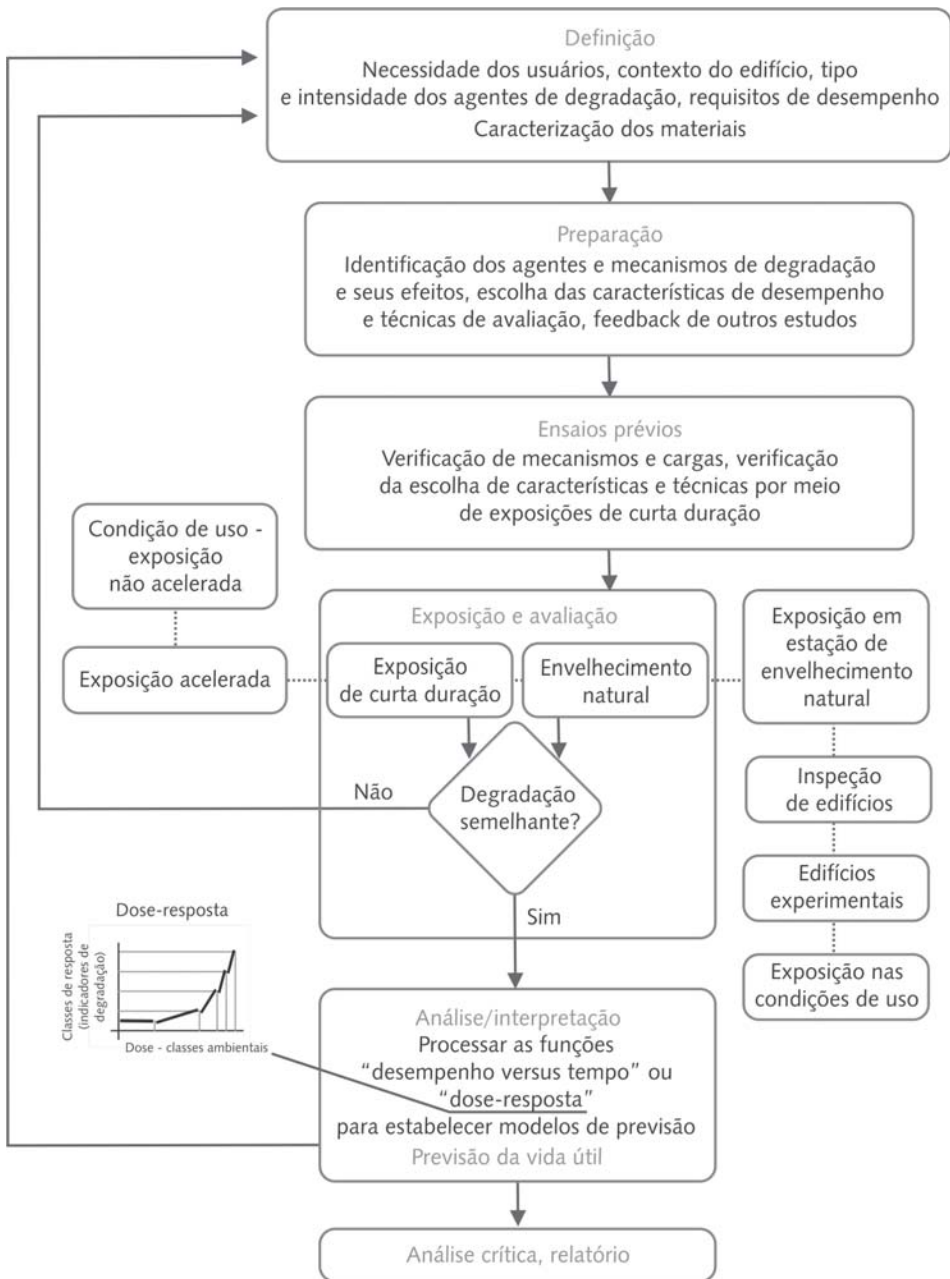 Definição
Necessidade dos usuários, contexto do edifício, tipo
e intensidade dos agentes de degradação, requisitos de desempenho
Caracterização dos materiais
Preparação
Identificação dos agentes e mecanismos de degradação
e seus efeitos, escolha das características de desempenho
e técnicas de avaliação, feedback de outros estudos
Ensaios prévios
Verificação de mecanismos e cargas, verificação
da escolha de características e técnicas por meio
de exposições de curta duração
Condição de uso -
exposição
não acelerada
Exposição acelerada
Exposição e avaliação
Exposição
de curta duração
Envelhecimento
natural
Exposição em
estação de
envelhecimento
natural
Inspeção
de edifícios
Edifícios
experimentais
Exposição nas
condições de uso
Degradação
semelhante?
Não
Sim
Dose-resposta
Classes de resposta
(indicadores de
degradação)
Dose - classes ambientais
Análise/interpretação
Processar as funções
“desempenho versus tempo” ou
“dose-resposta”
para estabelecer modelos de previsão
Previsão da vida útil
Análise crítica, relatório